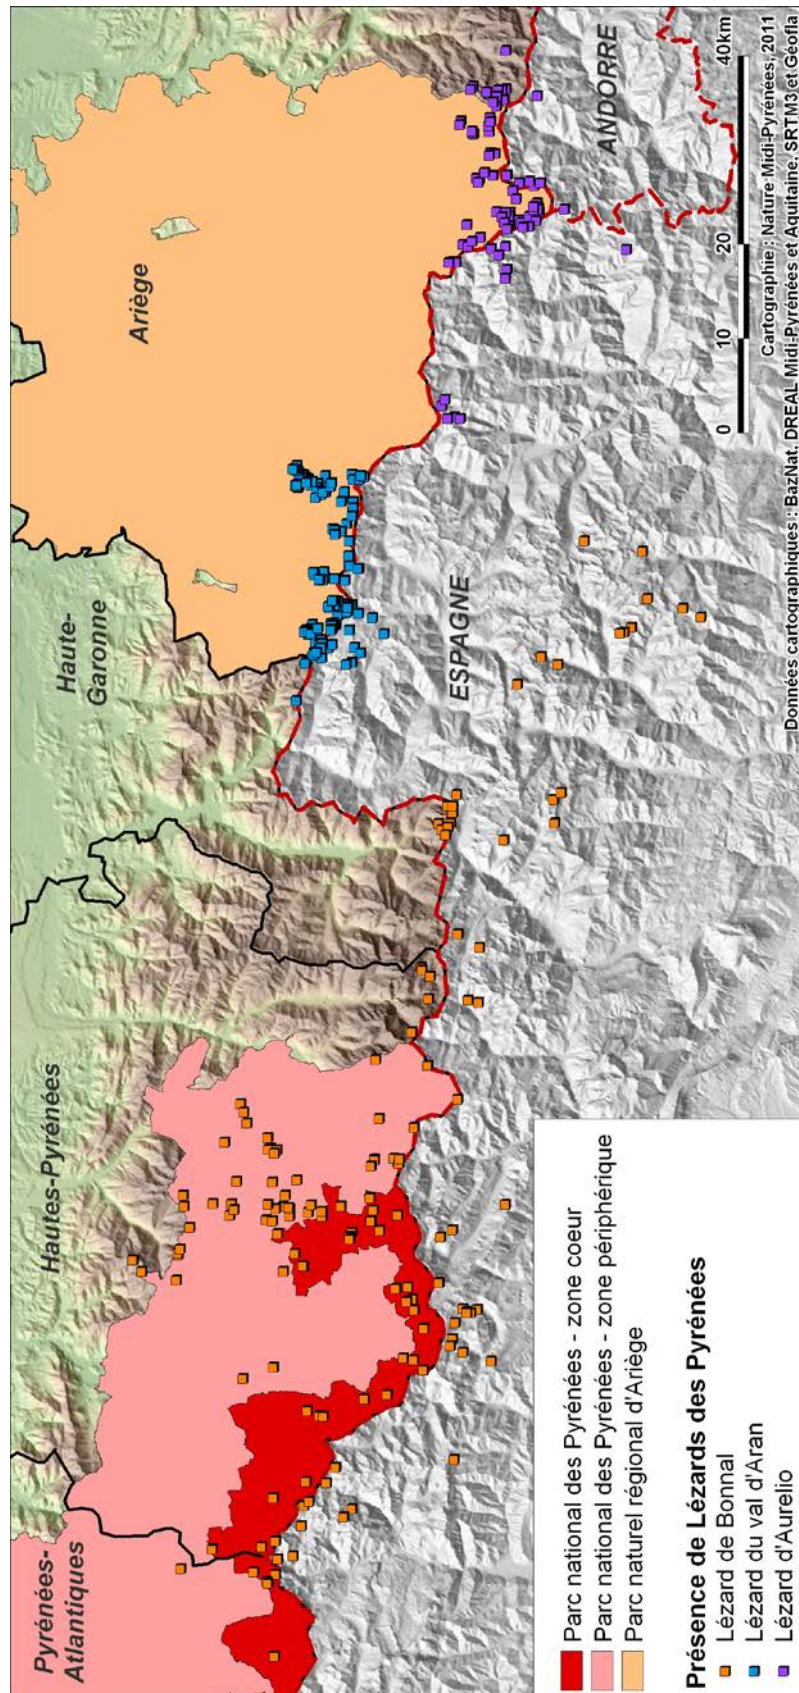 Pyrénées-
Atlantiques
Hautes-Pyrénées
Haute-
Garonne
Ariège
ESPAGNE
ANDORRE
Parc national des Pyrénées - zone coeur
Parc national des Pyrénées - zone périphérique
Parc naturel régional d'Ariège
Présence de Lézards des Pyrénées
Lézard de Bonnal
Lézard du val d'Aran
Lézard d'Aurelio
0 10 20 40km
Cartographie : Nature Midi-Pyrénées, 2011
Données cartographiques : BazNat, DREAL Midi-Pyrénées et Aquitaine, SRTM3 et Géofla